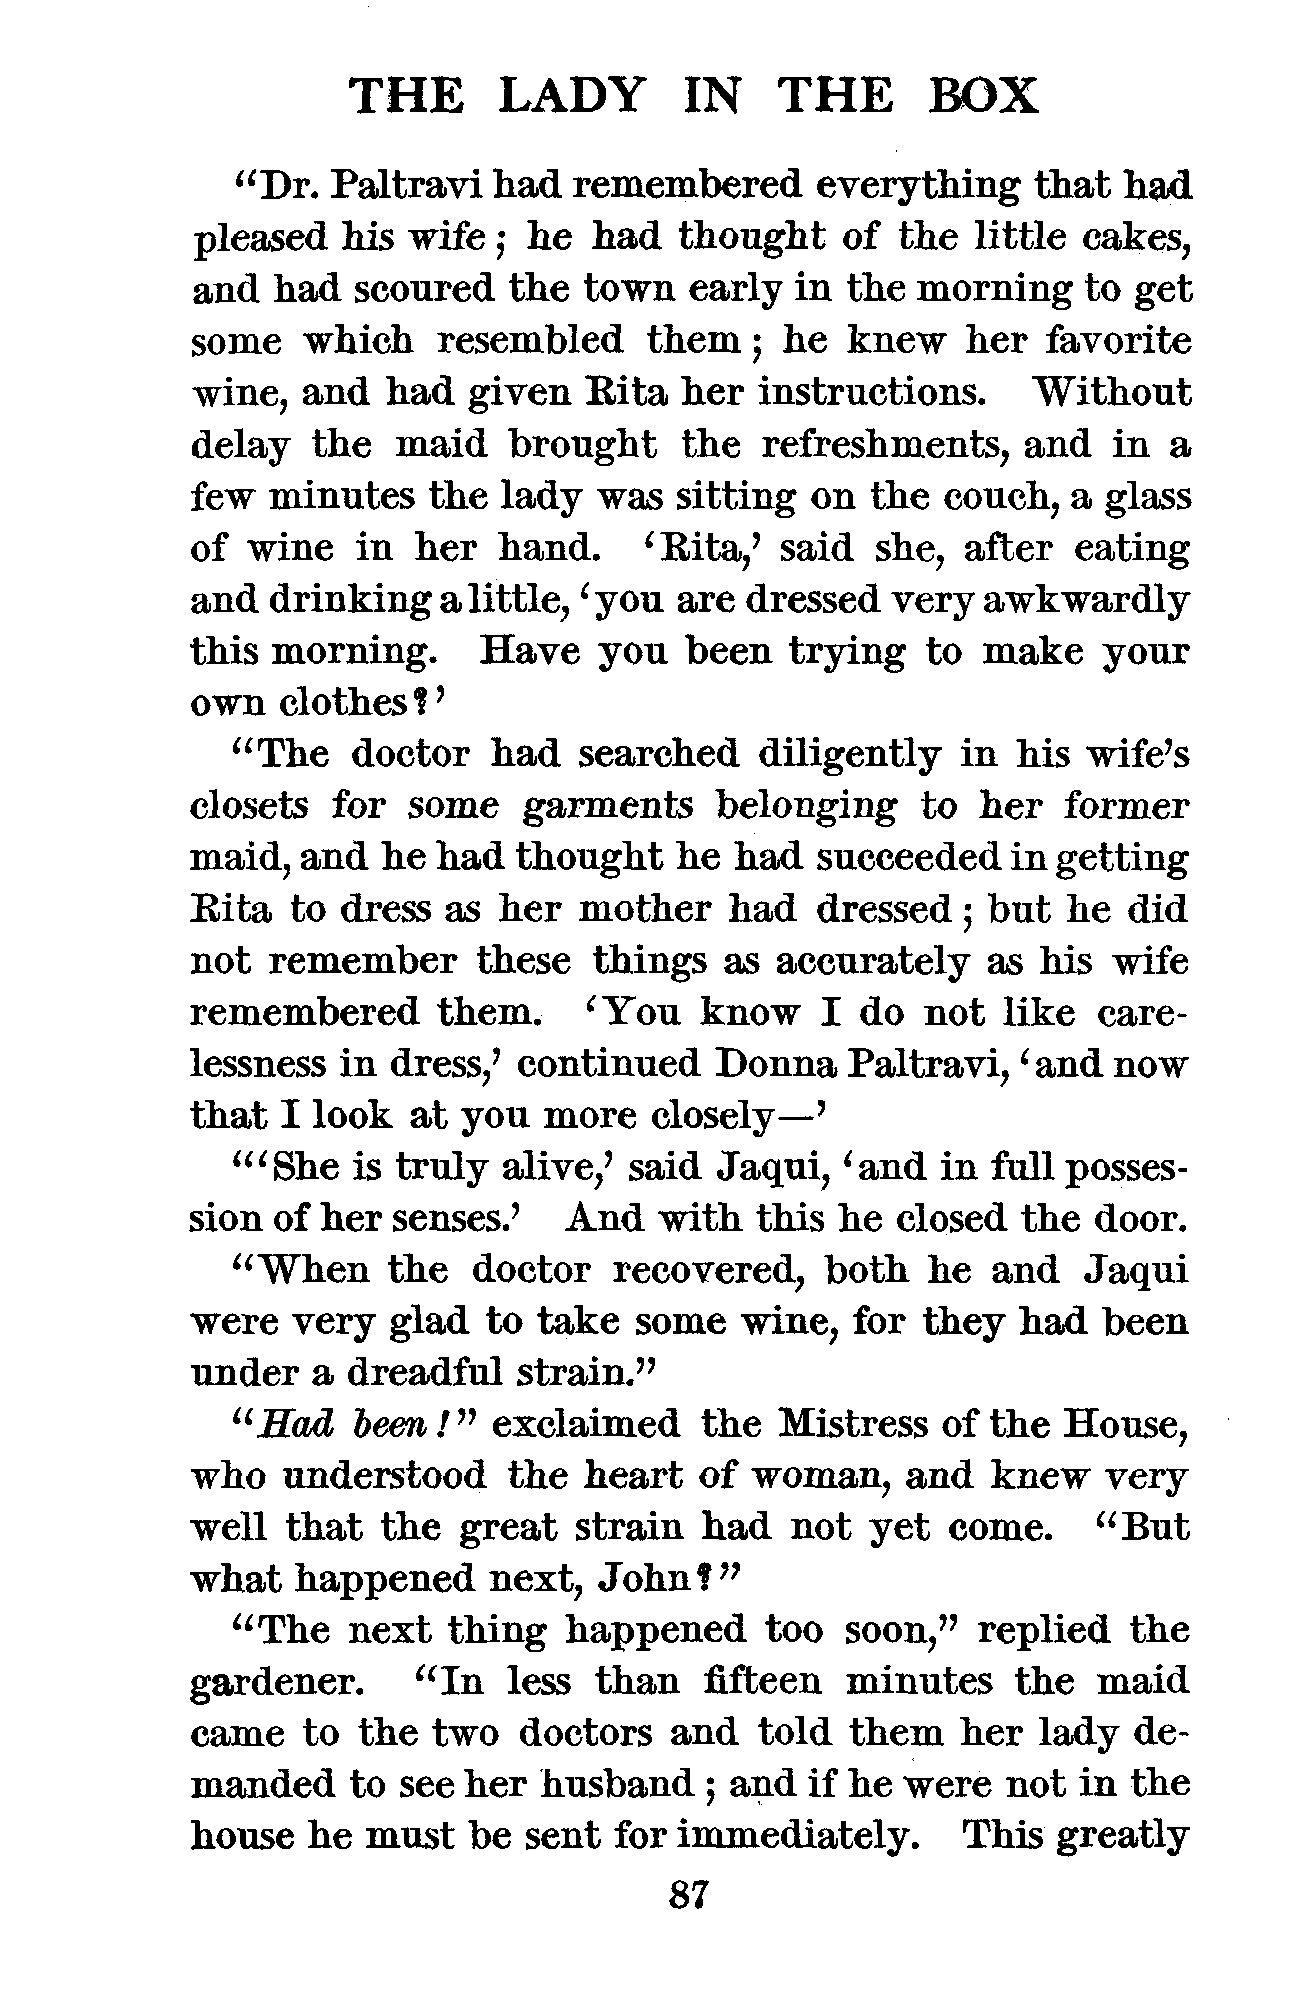 THE LADY IN THE BOX
"Dr. Paltravi had remembered everything that had
pleased his wife; he had thought of the little cakes,
and had scoured the town early in the morning to get
some which resembled them; he knew her favorite
wine, and had given Rita her instructions. Without
delay the maid brought the refreshments, and in a
few minutes the lady was sitting on the couch, a glass
of wine in her hand. 'Rita,' said she, after eating
and drinking a little, 'you are dressed very awkwardly
this morning. Have you been trying to make your
own clothes?'
"The doctor had searched diligently in his wife's
closets for some garments belonging to her former
maid, and he had thought he had succeeded in getting
Rita to dress as her mother had dressed; but he did
not remember these things as accurately as his wife
remembered them. 'You know I do not like care-
lessness in dress,' continued Donna Paltravi, 'and now
that I look at you more closely—'
"'She is truly alive,' said Jaqui, 'and in full posses-
sion of her senses.' And with this he closed the door.
"When the doctor recovered, both he and Jaqui
were very glad to take some wine, for they had been
under a dreadful strain."
"Had been!" exclaimed the Mistress of the House,
who understood the heart of woman, and knew very
well that the great strain had not yet come. "But
what happened next, John?"
"The next thing happened too soon," replied the
gardener. "In less than fifteen minutes the maid
came to the two doctors and told them her lady de-
manded to see her husband; and if he were not in the
house he must be sent for immediately. This greatly
87